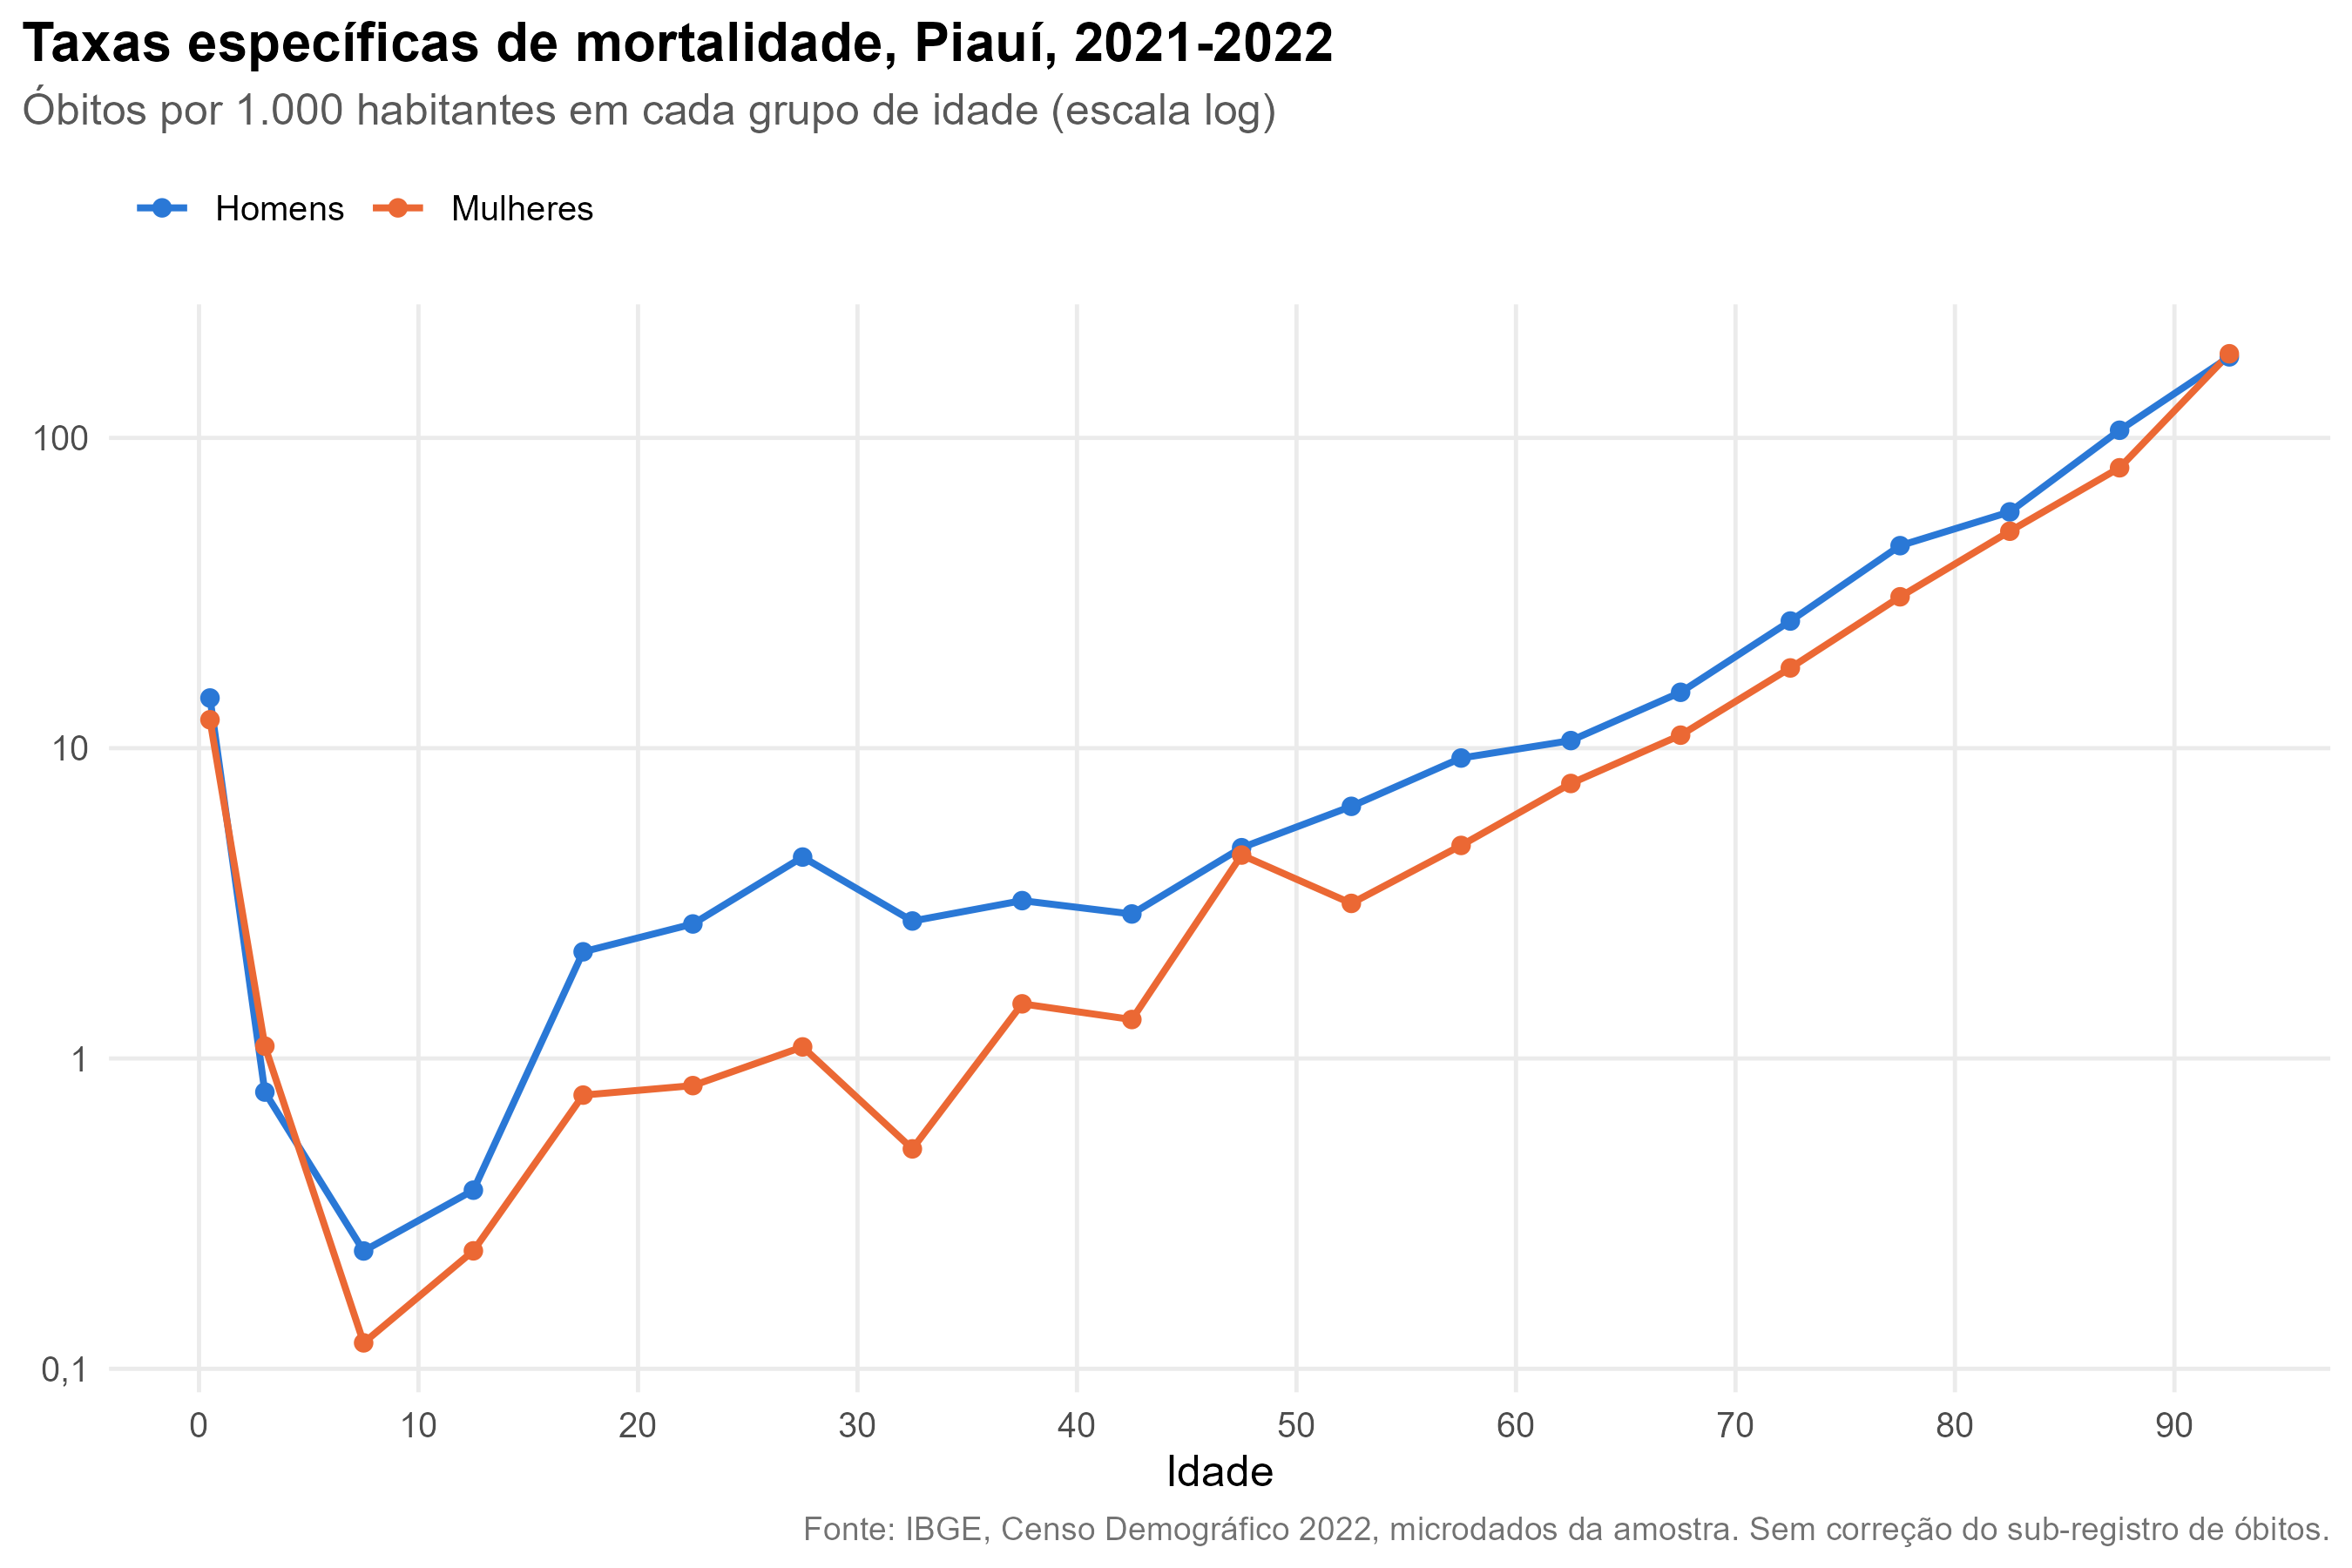 Taxas específicas de mortalidade, Piauí, 2021-2022
Óbitos por 1.000 habitantes em cada grupo de idade (escala log)
Homens Mulheres
100
10
1
0,1
0 10 20 30 40 50 60 70 80 90
Idade
Fonte: IBGE, Censo Demográfico 2022, microdados da amostra. Sem correção do sub-registro de óbitos.